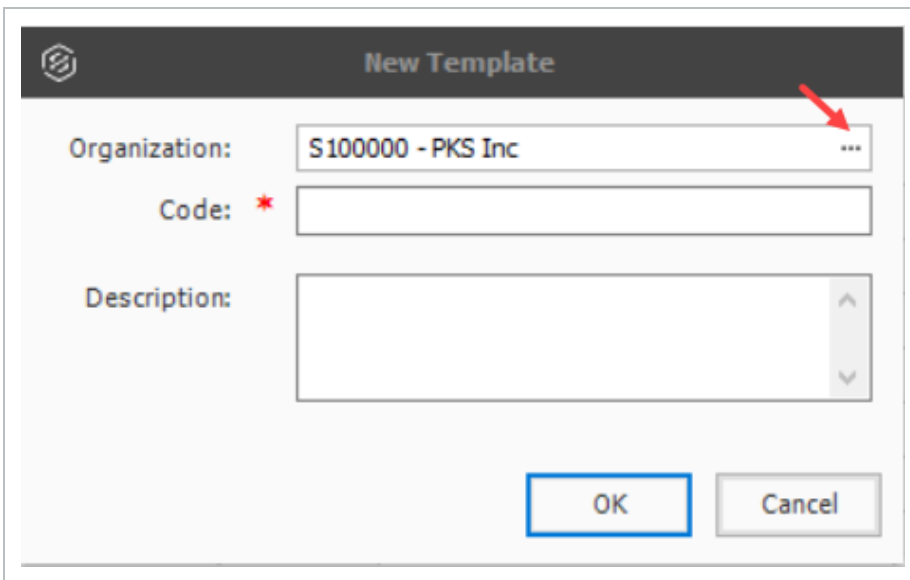 New Template
Organization: S100000 - PKS Inc ...
Code: *
Description:
OK Cancel